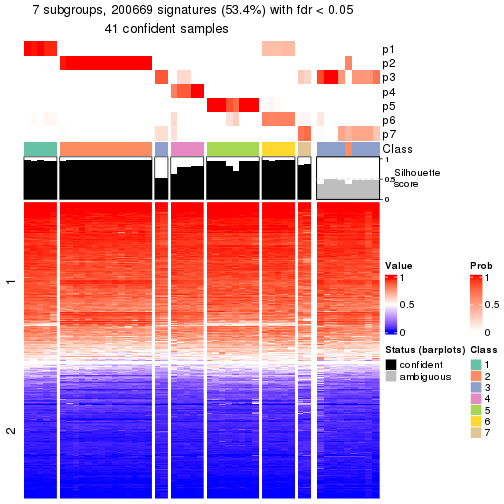 7 subgroups, 200669 signatures (53.4%) with fdr < 0.05
41 confident samples
p1
p2
p3
p4
p5
p6
p7
Class
1
0.5
0
Silhouette
score
1
2
Value
1
0.5
0
Prob
1
0.5
0
Status (barplots)
confident
ambiguous
Class
1
2
3
4
5
6
7